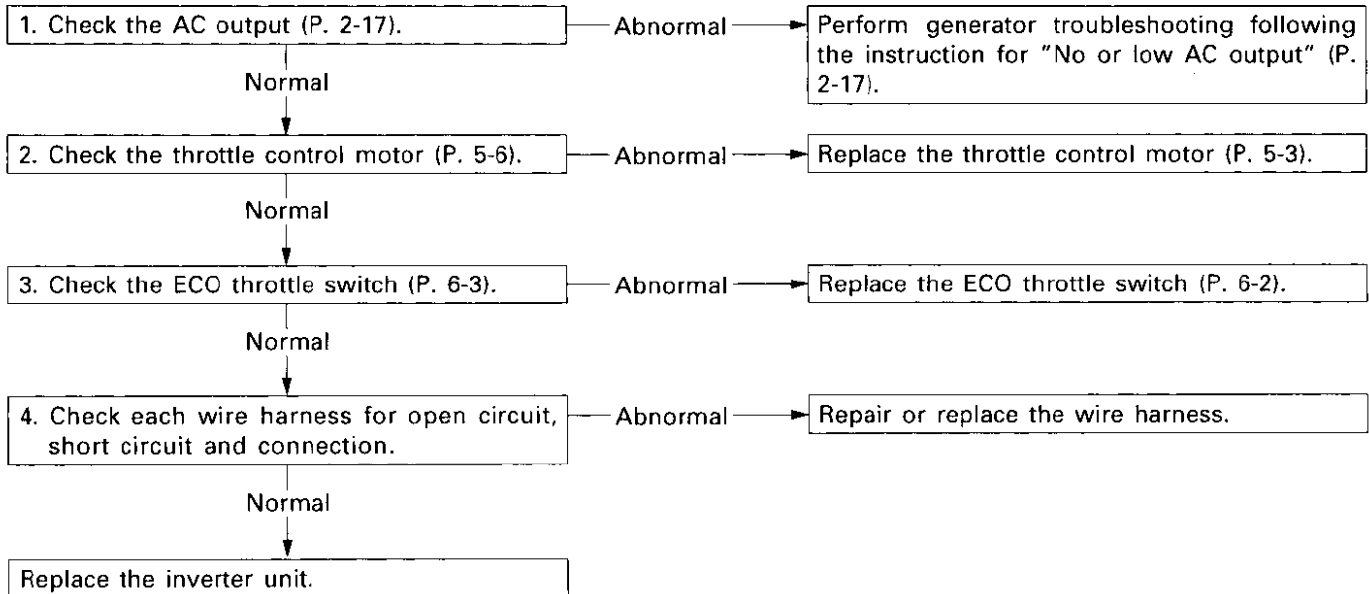 1. Check the AC output (P. 2-17).
Abnormal
Perform generator troubleshooting following
the instruction for "No or low AC output" (P.
2-17).
Normal
2. Check the throttle control motor (P. 5-6).
Abnormal
Replace the throttle control motor (P. 5-3).
Normal
3. Check the ECO throttle switch (P. 6-3).
Abnormal
Replace the ECO throttle switch (P. 6-2).
Normal
4. Check each wire harness for open circuit,
short circuit and connection.
Abnormal
Repair or replace the wire harness.
Normal
Replace the inverter unit.